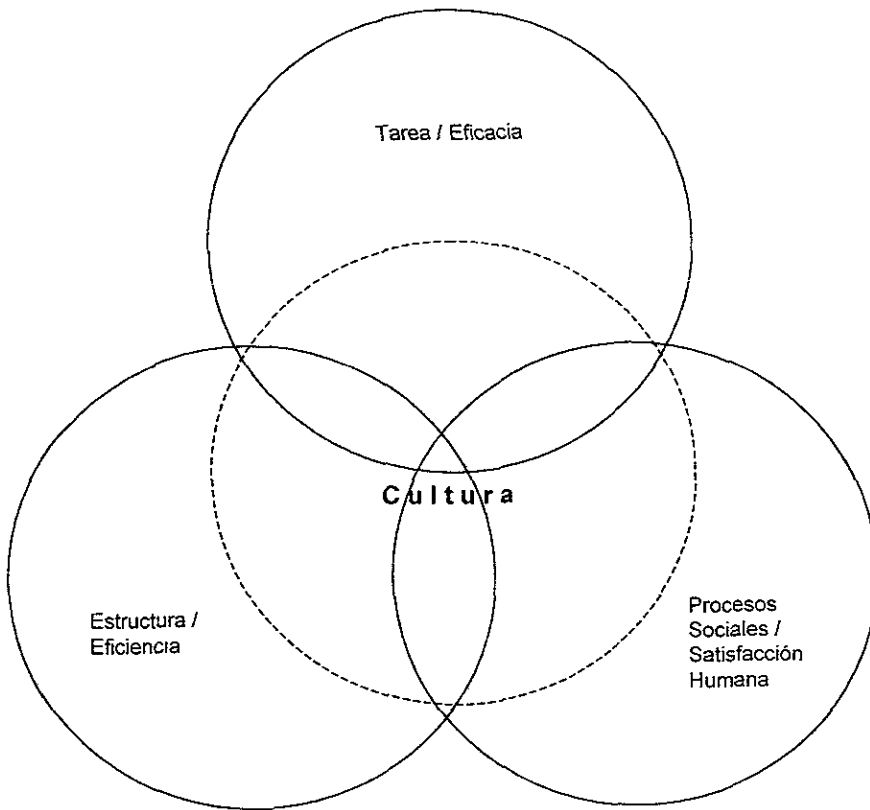 Tarea / Eficacia
Cultura
Estructura /
Eficiencia
Procesos
Sociales /
Satisfacción
Humana